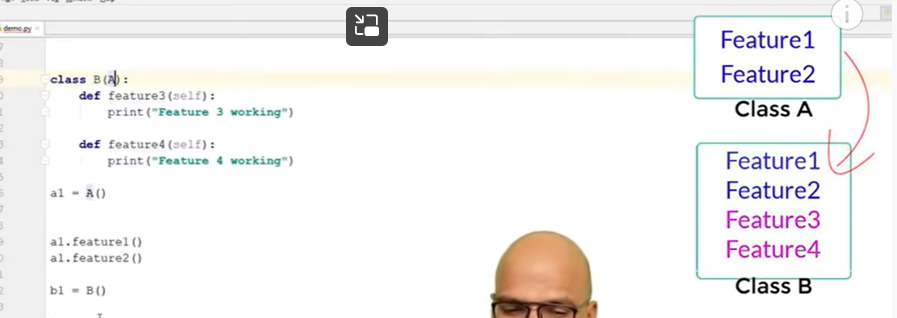 demo.py
class B(A):
def feature3(self):
print("Feature 3 working")
def feature4(self):
print("Feature 4 working")
a1 = A()
a1.feature1()
a1.feature2()
b1 = B()
Feature1
Feature2
Class A
Feature1
Feature2
Feature3
Feature4
Class B